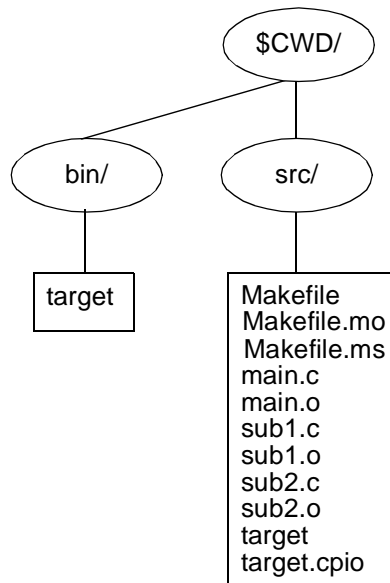 $CWD/
bin/
src/
target
Makefile
Makefile.mo
Makefile.ms
main.c
main.o
sub1.c
sub1.o
sub2.c
sub2.o
target
target.cpio